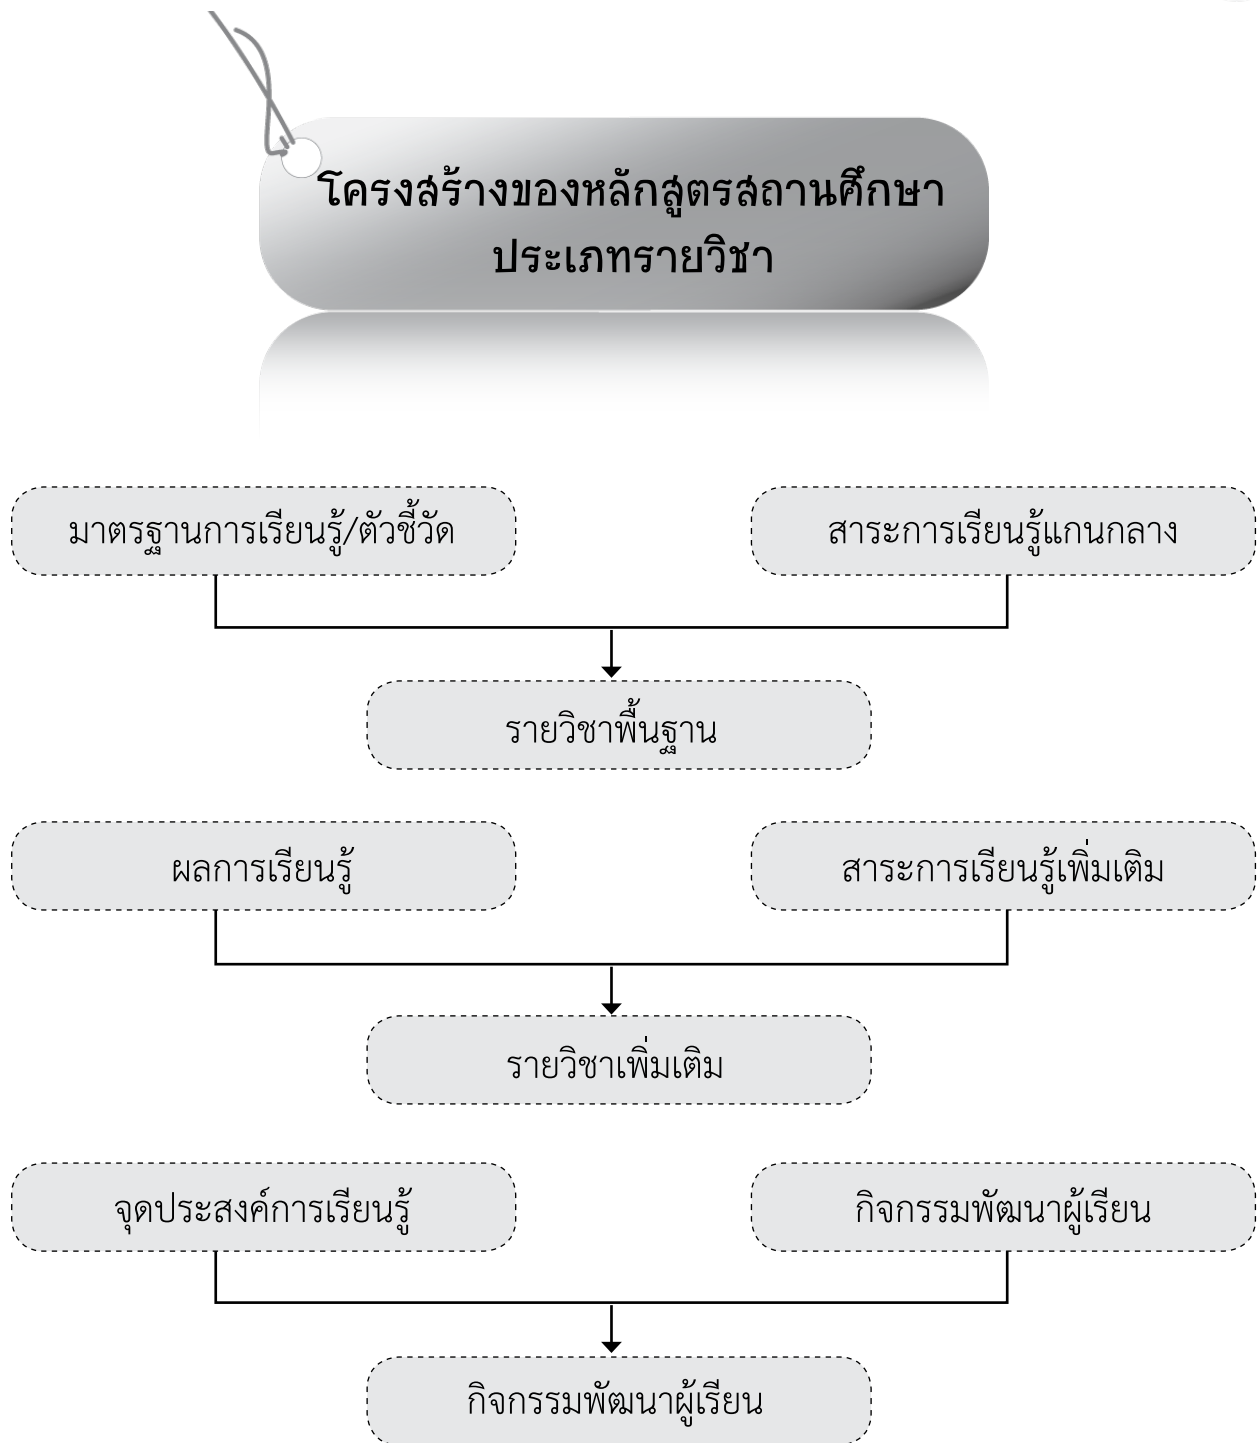 โครงสร้างของหลักสูตรสถานศึกษา
ประเภทรายวิชา
มาตรฐานการเรียนรู้/ตัวชี้วัด
สาระการเรียนรู้แกนกลาง
รายวิชาพื้นฐาน
ผลการเรียนรู้
สาระการเรียนรู้เพิ่มเติม
รายวิชาเพิ่มเติม
จุดประสงค์การเรียนรู้
กิจกรรมพัฒนาผู้เรียน
กิจกรรมพัฒนาผู้เรียน